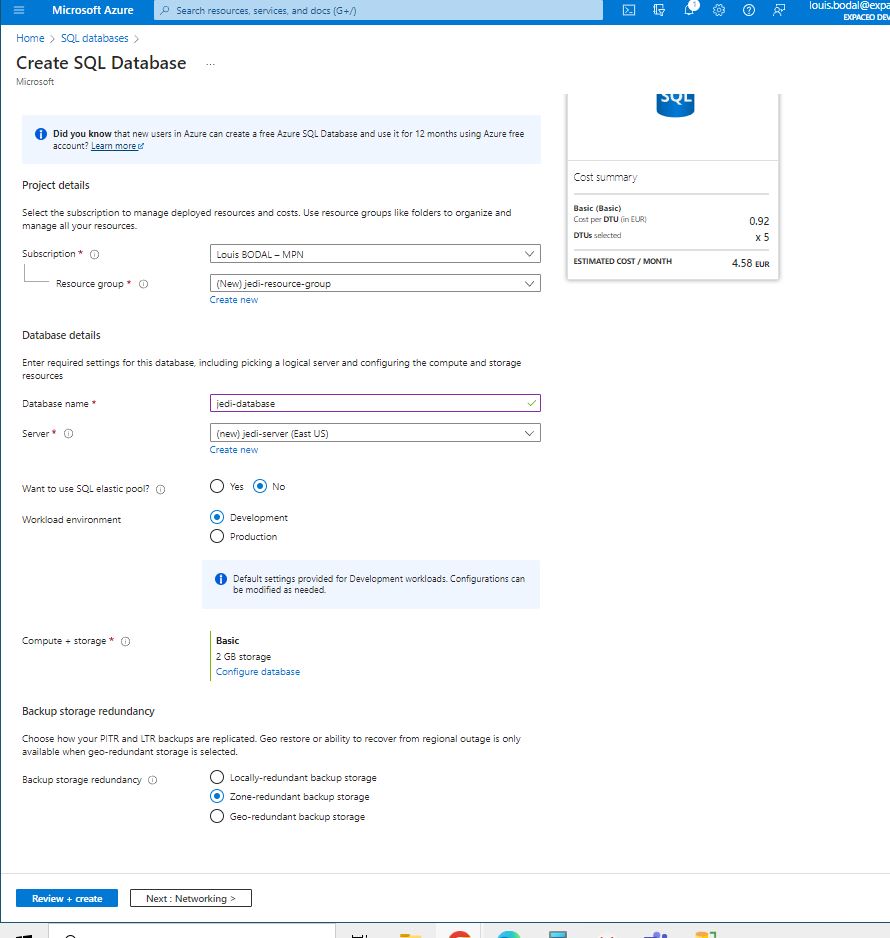 Microsoft Azure
Search resources, services, and docs (G+/)
1
louis.bodal@expa
EXPACEO DEV
Home > SQL databases >
Create SQL Database ...
Microsoft
SQL
Did you know that new users in Azure can create a free Azure SQL Database and use it for 12 months using Azure free
account? Learn more
Project details
Select the subscription to manage deployed resources and costs. Use resource groups like folders to organize and
manage all your resources.
Subscription *
Louis BODAL – MPN
Resource group *
(New) jedi-resource-group
Create new
Cost summary
Basic (Basic)
Cost per DTU (in EUR)
0.92
DTUs selected
x 5
ESTIMATED COST / MONTH
4.58 EUR
Database details
Enter required settings for this database, including picking a logical server and configuring the compute and storage
resources
Database name *
jedi-database
Server *
(new) jedi-server (East US)
Create new
Want to use SQL elastic pool?
Yes
No
Workload environment
Development
Production
Default settings provided for Development workloads. Configurations can
be modified as needed.
Compute + storage *
Basic
2 GB storage
Configure database
Backup storage redundancy
Choose how your PITR and LTR backups are replicated. Geo restore or ability to recover from regional outage is only
available when geo-redundant storage is selected.
Backup storage redundancy
Locally-redundant backup storage
Zone-redundant backup storage
Geo-redundant backup storage
Review + create
Next : Networking >